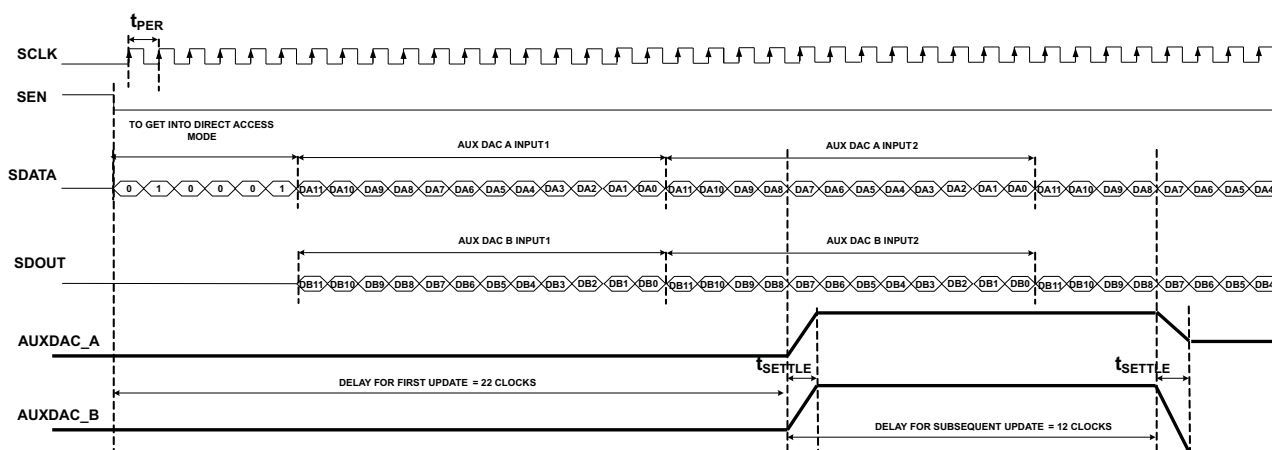 tPER
SCLK
SEN
TO GET INTO DIRECT ACCESS
MODE
AUX DAC A INPUT1 AUX DAC A INPUT2
SDATA 0 1 0 0 0 1 DA11 DA10 DA9 DA8 DA7 DA6 DA5 DA4 DA3 DA2 DA1 DA0 DA11 DA10 DA9 DA8 DA7 DA6 DA5 DA4 DA3 DA2 DA1 DA0 DA11 DA10 DA9 DA8 DA7 DA6 DA5 DA4
AUX DAC B INPUT1 AUX DAC B INPUT2
SDOUT DB11 DB10 DB9 DB8 DB7 DB6 DB5 DB4 DB3 DB2 DB1 DB0 DB11 DB10 DB9 DB8 DB7 DB6 DB5 DB4 DB3 DB2 DB1 DB0 DB11 DB10 DB9 DB8 DB7 DB6 DB5 DB4
AUXDAC_A
tSETTLE tSETTLE
DELAY FOR FIRST UPDATE = 22 CLOCKS
AUXDAC_B
DELAY FOR SUBSEQUENT UPDATE = 12 CLOCKS